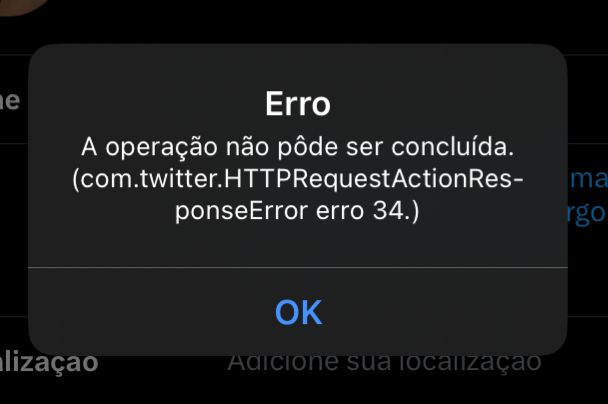 Erro
A operação não pôde ser concluída.
(com.twitter.HTTPRequestActionRes-
ponseError erro 34.)
OK
Adicione sua localização